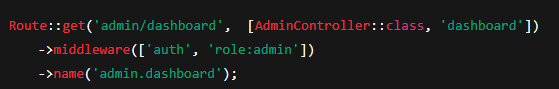 Route::get('admin/dashboard', [AdminController::class, 'dashboard'])
->middleware(['auth', 'role:admin'])
->name('admin.dashboard');